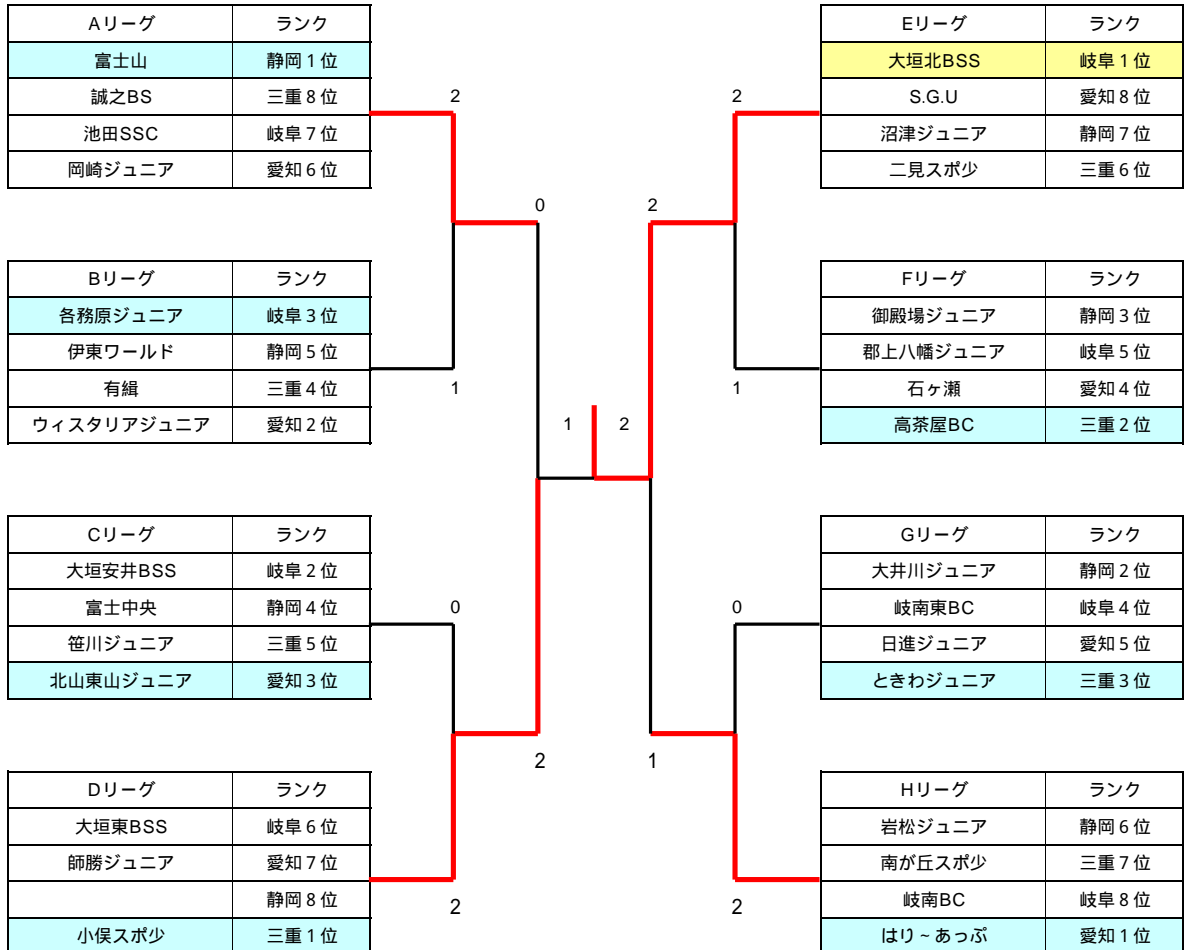 Aリーグ ランク
富士山 静岡1位
誠之BS 三重8位
池田SSC 岐阜7位
岡崎ジュニア 愛知6位
2
0
Bリーグ ランク
各務原ジュニア 岐阜3位
伊東ワールド 静岡5位
有緝 三重4位
ウィスタリアジュニア 愛知2位
1
Cリーグ ランク
大垣安井BSS 岐阜2位
富士中央 静岡4位
笹川ジュニア 三重5位
北山東山ジュニア 愛知3位
0
2
Dリーグ ランク
大垣東BSS 岐阜6位
師勝ジュニア 愛知7位
静岡8位
小俣スポ少 三重1位
2
1 2
Eリーグ ランク
大垣北BSS 岐阜1位
S.G.U 愛知8位
沼津ジュニア 静岡7位
二見スポ少 三重6位
2
2
Fリーグ ランク
御殿場ジュニア 静岡3位
郡上八幡ジュニア 岐阜5位
石ヶ瀬 愛知4位
高茶屋BC 三重2位
1
Gリーグ ランク
大井川ジュニア 静岡2位
岐南東BC 岐阜4位
日進ジュニア 愛知5位
ときわジュニア 三重3位
0
1
Hリーグ ランク
岩松ジュニア 静岡6位
南が丘スポ少 三重7位
岐南BC 岐阜8位
はり~あっぷ 愛知1位
2